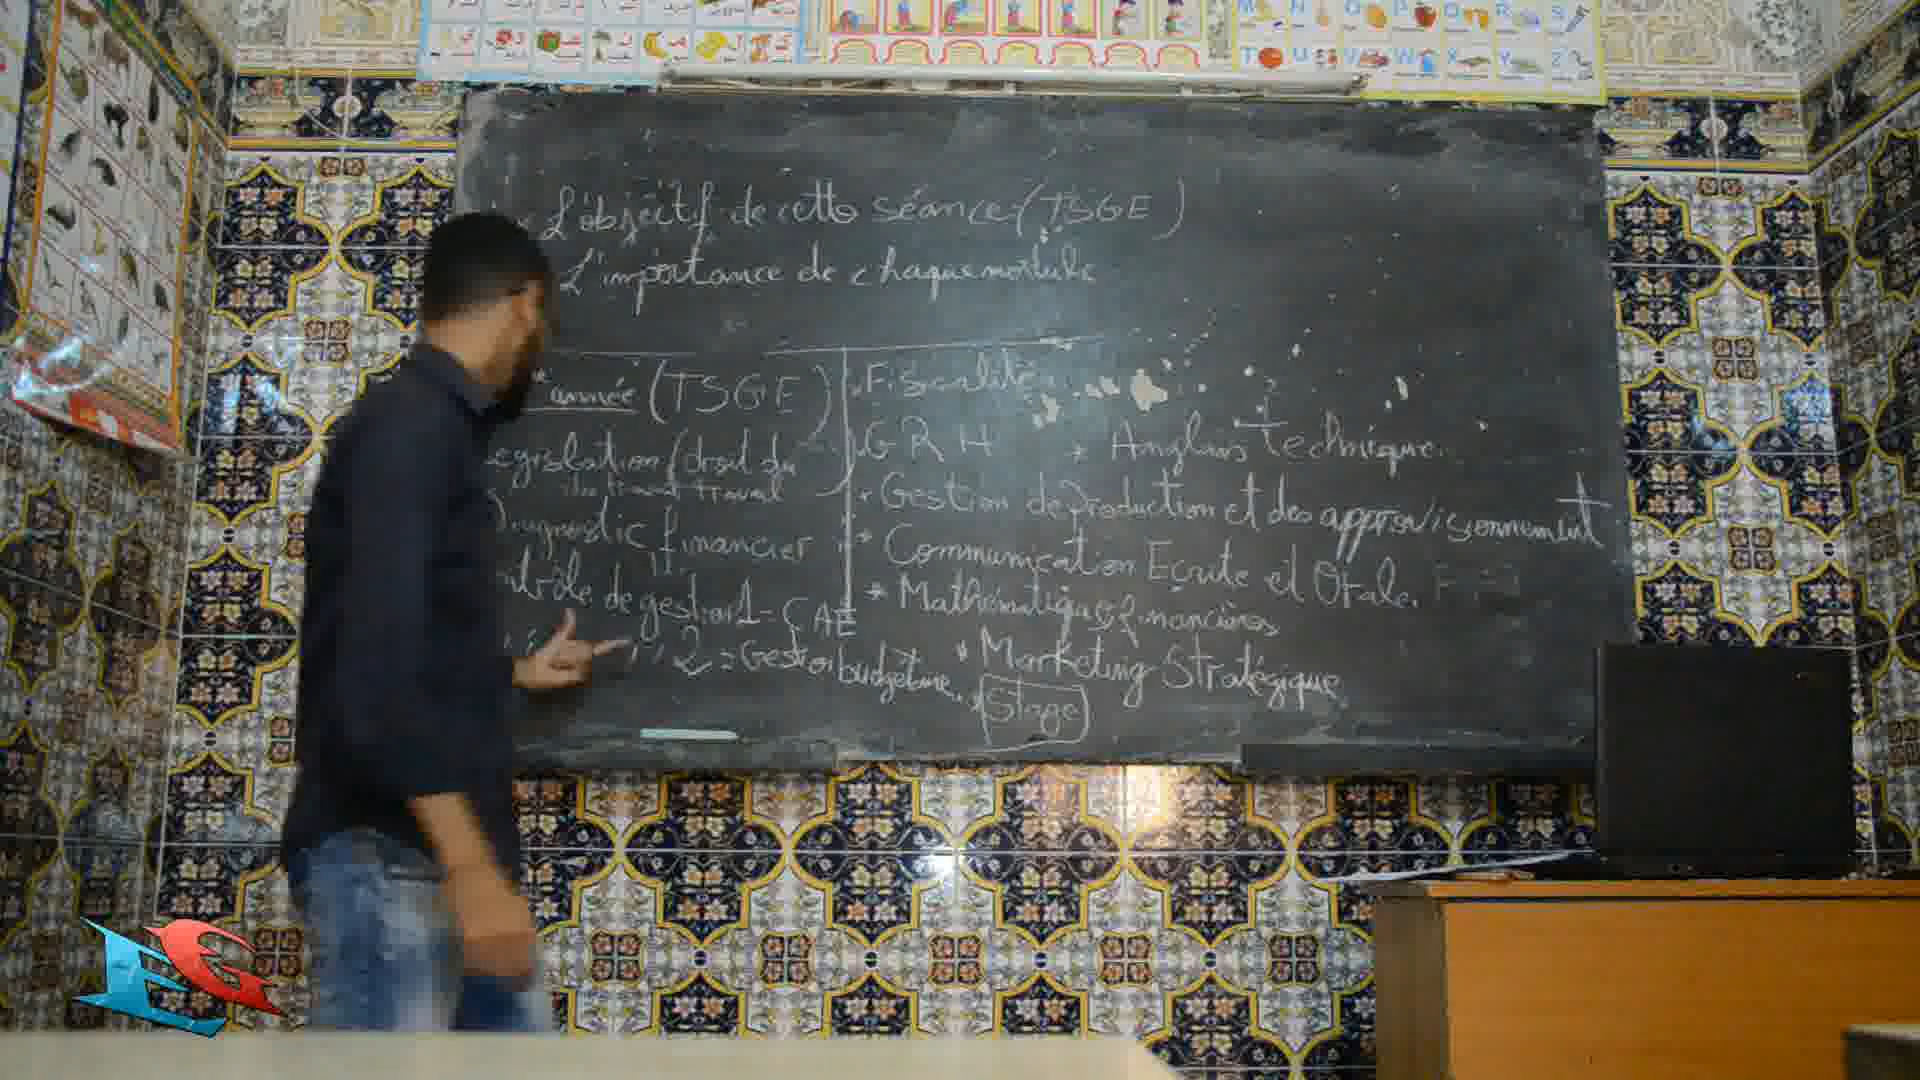 L'objectif de cette séance (TSGE)
L'importance de chaque module
année (TSGE)
egislation (droit du
travail
Diagnostic financier
ntrôle de gestion 1 - CAE
'' '' 2 = Gestion budgétaire.
Fiscalité
GRH
* Anglais technique.
* Gestion de production et des approvisionnement
* Communication Ecrite et Orale.
* Mathématiques financières
* Marketing Stratégique
* Stage
M N O P Q R S
T U V W X Y Z
EG